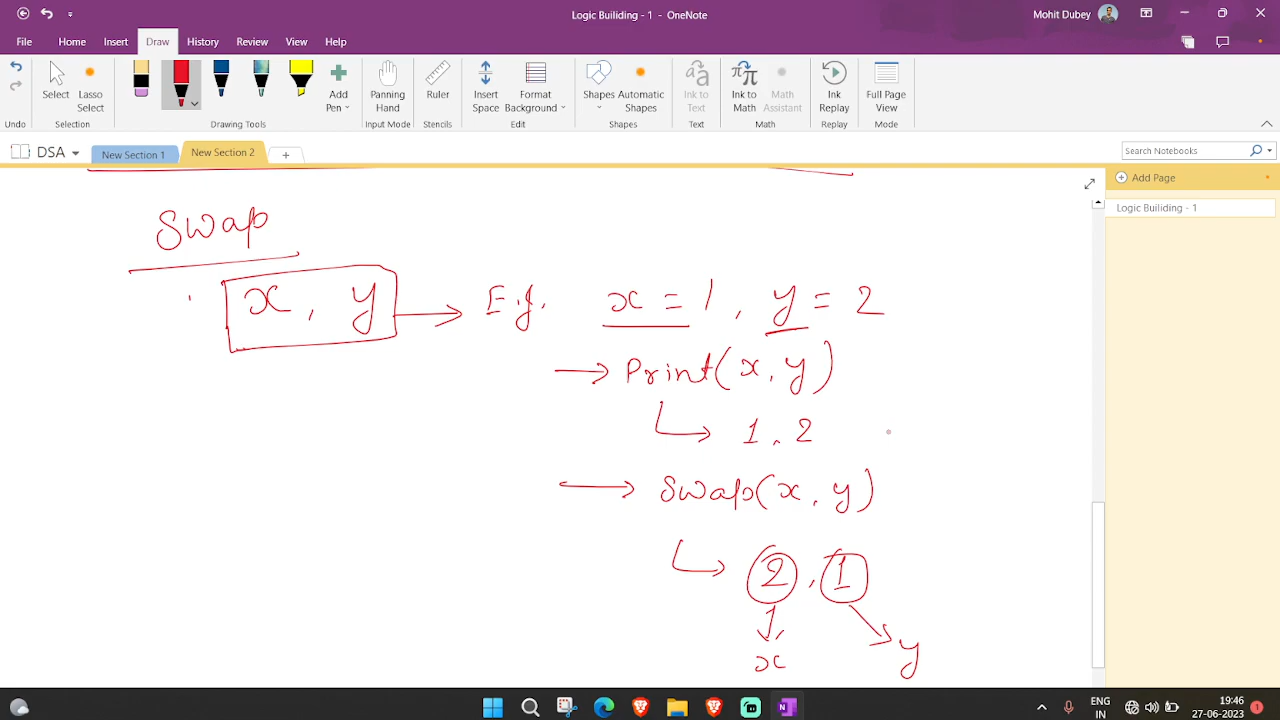 Logic Building - 1 - OneNote
Mohit Dubey
File Home Insert Draw History Review View Help
Undo
Select
Lasso Select
Add Pen
Panning Hand
Ruler
Insert Space
Format Background
Shapes
Automatic Shapes
Ink to Text
Ink to Math
Math Assistant
Ink Replay
Full Page View
Undo Selection Drawing Tools Input Mode Stencils Edit Shapes Text Math Replay Mode
DSA New Section 1 New Section 2 +
Search Notebooks
Add Page
Logic Builiding - 1
Swap
x, y → E.g. x = 1, y = 2
→ Print(x, y)
1, 2
→ Swap(x, y)
2, 1
x y
ENG
IN
19:46
27-06-2023
1